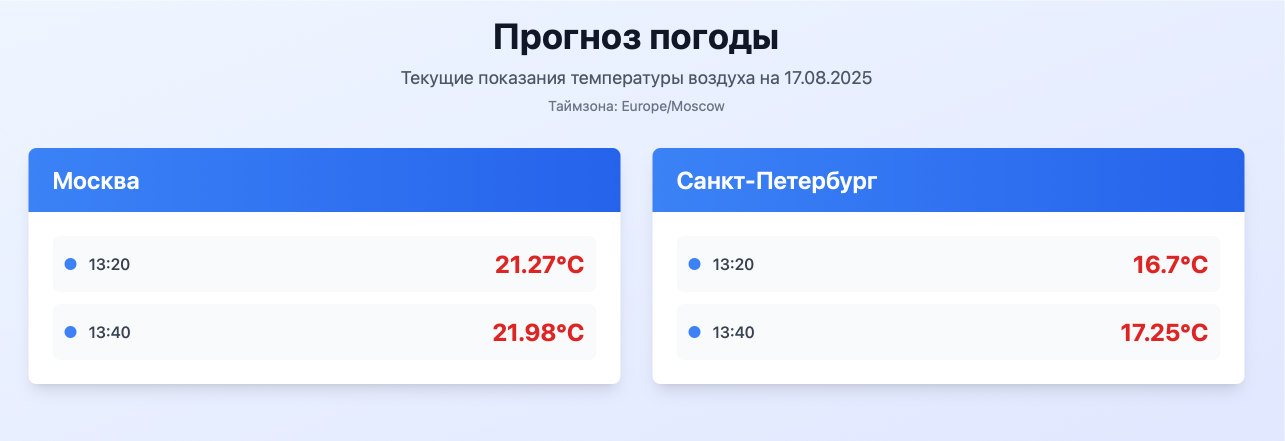 Прогноз погоды
Текущие показания температуры воздуха на 17.08.2025
Таймзона: Europe/Moscow
Москва
13:20 21.27°C
13:40 21.98°C
Санкт-Петербург
13:20 16.7°C
13:40 17.25°C